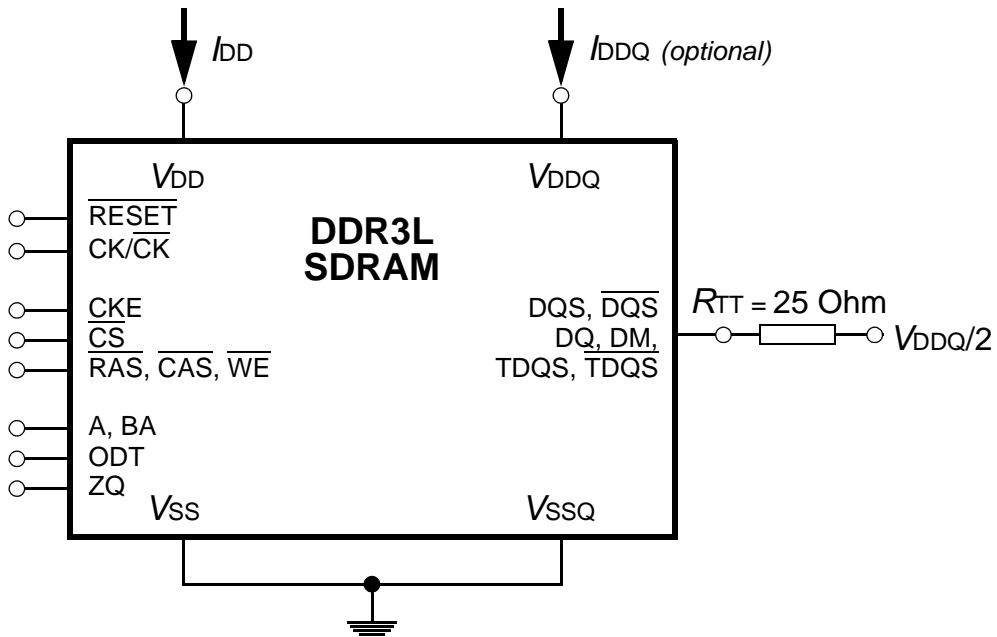 IDD
IDDQ (optional)
VDD
VDDQ
RESET
CK/CK
DDR3L
SDRAM
CKE
CS
RAS, CAS, WE
DQS, DQS
DQ, DM,
TDQS, TDQS
RTT = 25 Ohm
VDDQ/2
A, BA
ODT
ZQ
VSS
VSSQ